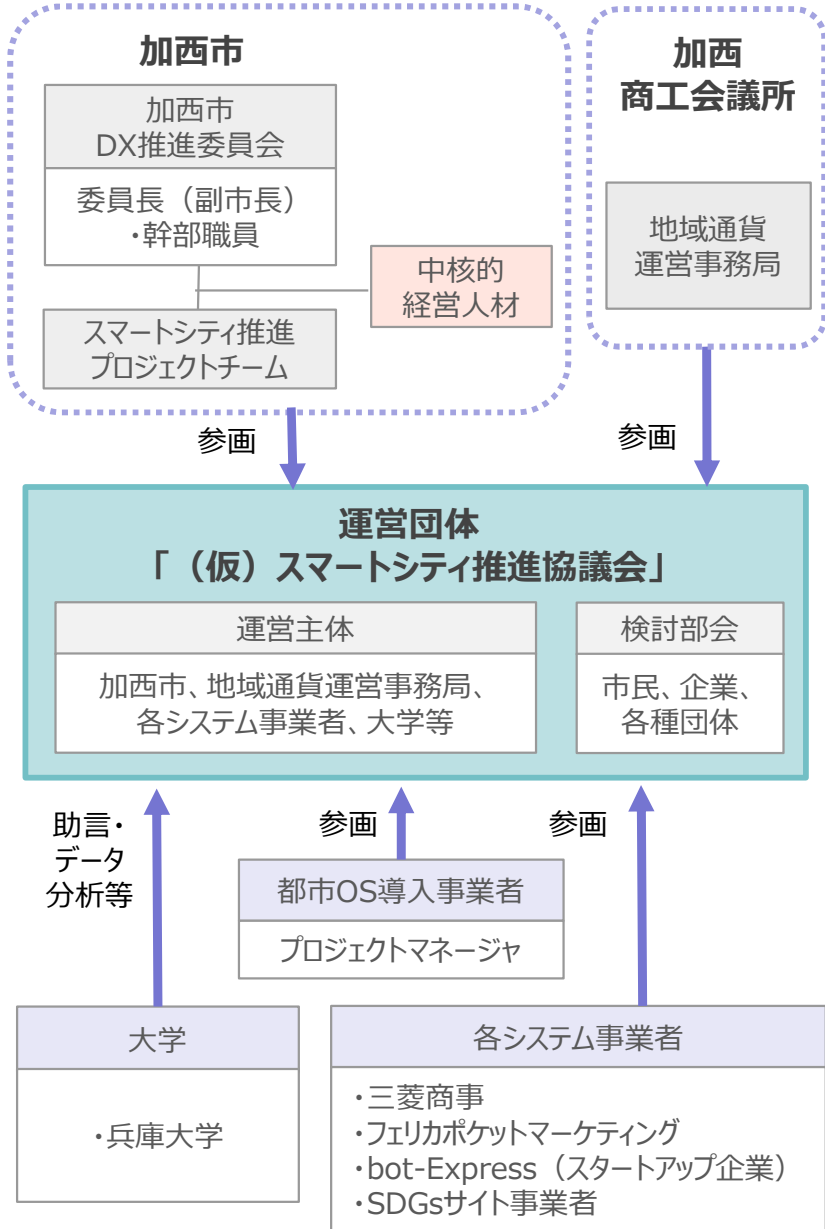 加西市
加西市
DX推進委員会
委員長（副市長）
・幹部職員
中核的
経営人材
スマートシティ推進
プロジェクトチーム
加西
商工会議所
地域通貨
運営事務局
参画
参画
運営団体
「（仮）スマートシティ推進協議会」
運営主体
加西市、地域通貨運営事務局、
各システム事業者、大学等
検討部会
市民、企業、
各種団体
助言・
データ
分析等
参画
参画
都市OS導入事業者
プロジェクトマネージャ
大学
・兵庫大学
各システム事業者
・三菱商事
・フェリカポケットマーケティング
・bot-Express（スタートアップ企業）
・SDGsサイト事業者